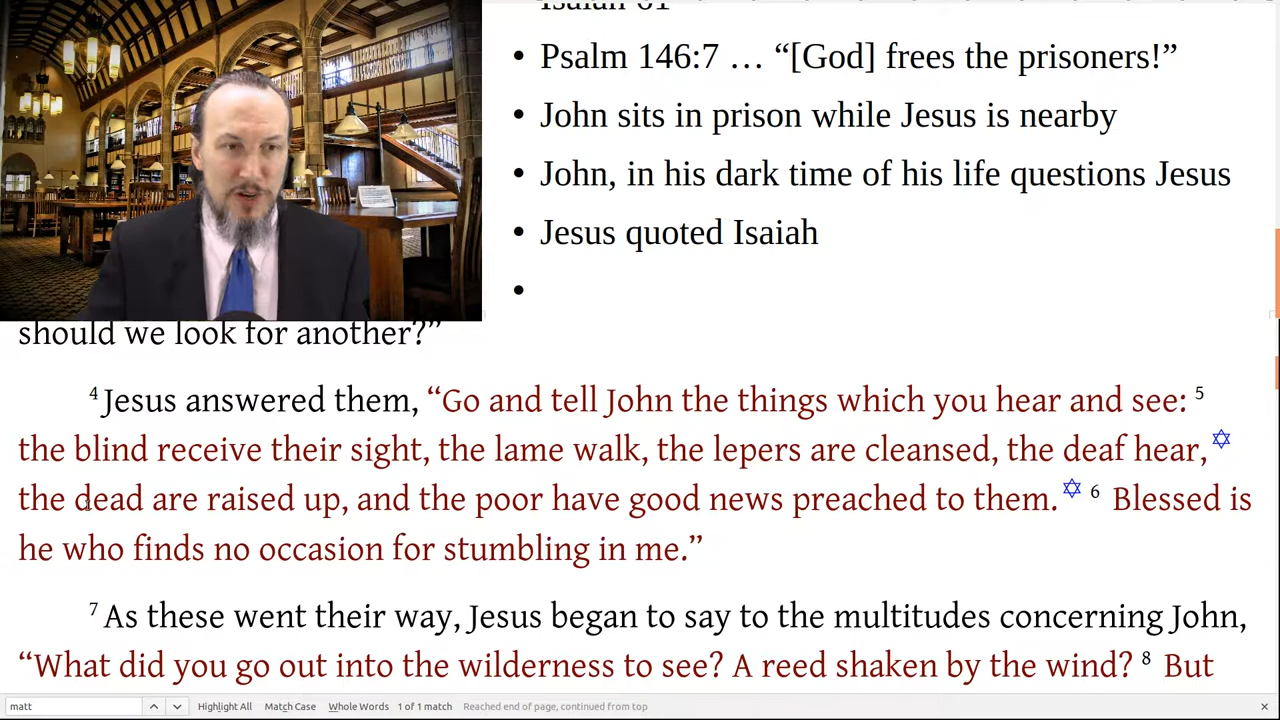 Isaiah 61
• Psalm 146:7 … “[God] frees the prisoners!”
• John sits in prison while Jesus is nearby
• John, in his dark time of his life questions Jesus
• Jesus quoted Isaiah
•
should we look for another?”
4 Jesus answered them, “Go and tell John the things which you hear and see: 5
the blind receive their sight, the lame walk, the lepers are cleansed, the deaf hear,✡
the dead are raised up, and the poor have good news preached to them.✡ 6 Blessed is
he who finds no occasion for stumbling in me.”
7 As these went their way, Jesus began to say to the multitudes concerning John,
“What did you go out into the wilderness to see? A reed shaken by the wind? 8 But
matt Highlight All Match Case Whole Words 1 of 1 match Reached end of page, continued from top